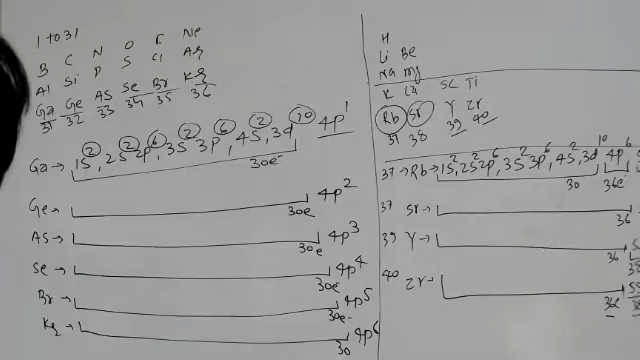 1 to 31
B C N O F Ne
Al Si P S Cl Ar
Ga Ge As Se Br Kr
31 32 33 34 35 36
Ga → 1S², 2S² 2p⁶, 3S² 3p⁶, 4S², 3d¹⁰ 4p¹
30e⁻
Ge → 4p²
30e
AS → 4p³
30e
Se → 4p⁴
30e
Br → 4p⁵
30e-
Kr → 4p⁶
30
H
Li Be
Na Mg
K Ca SC Ti
Rb Sr Y Zr
37 38 39 40
37 → Rb → 1S², 2S² 2p⁶, 3S² 3p⁶, 4S², 3d¹⁰ 4p⁶
30 36e⁻
37 Sr →
36
39 Y →
36
40 Zr →
36e